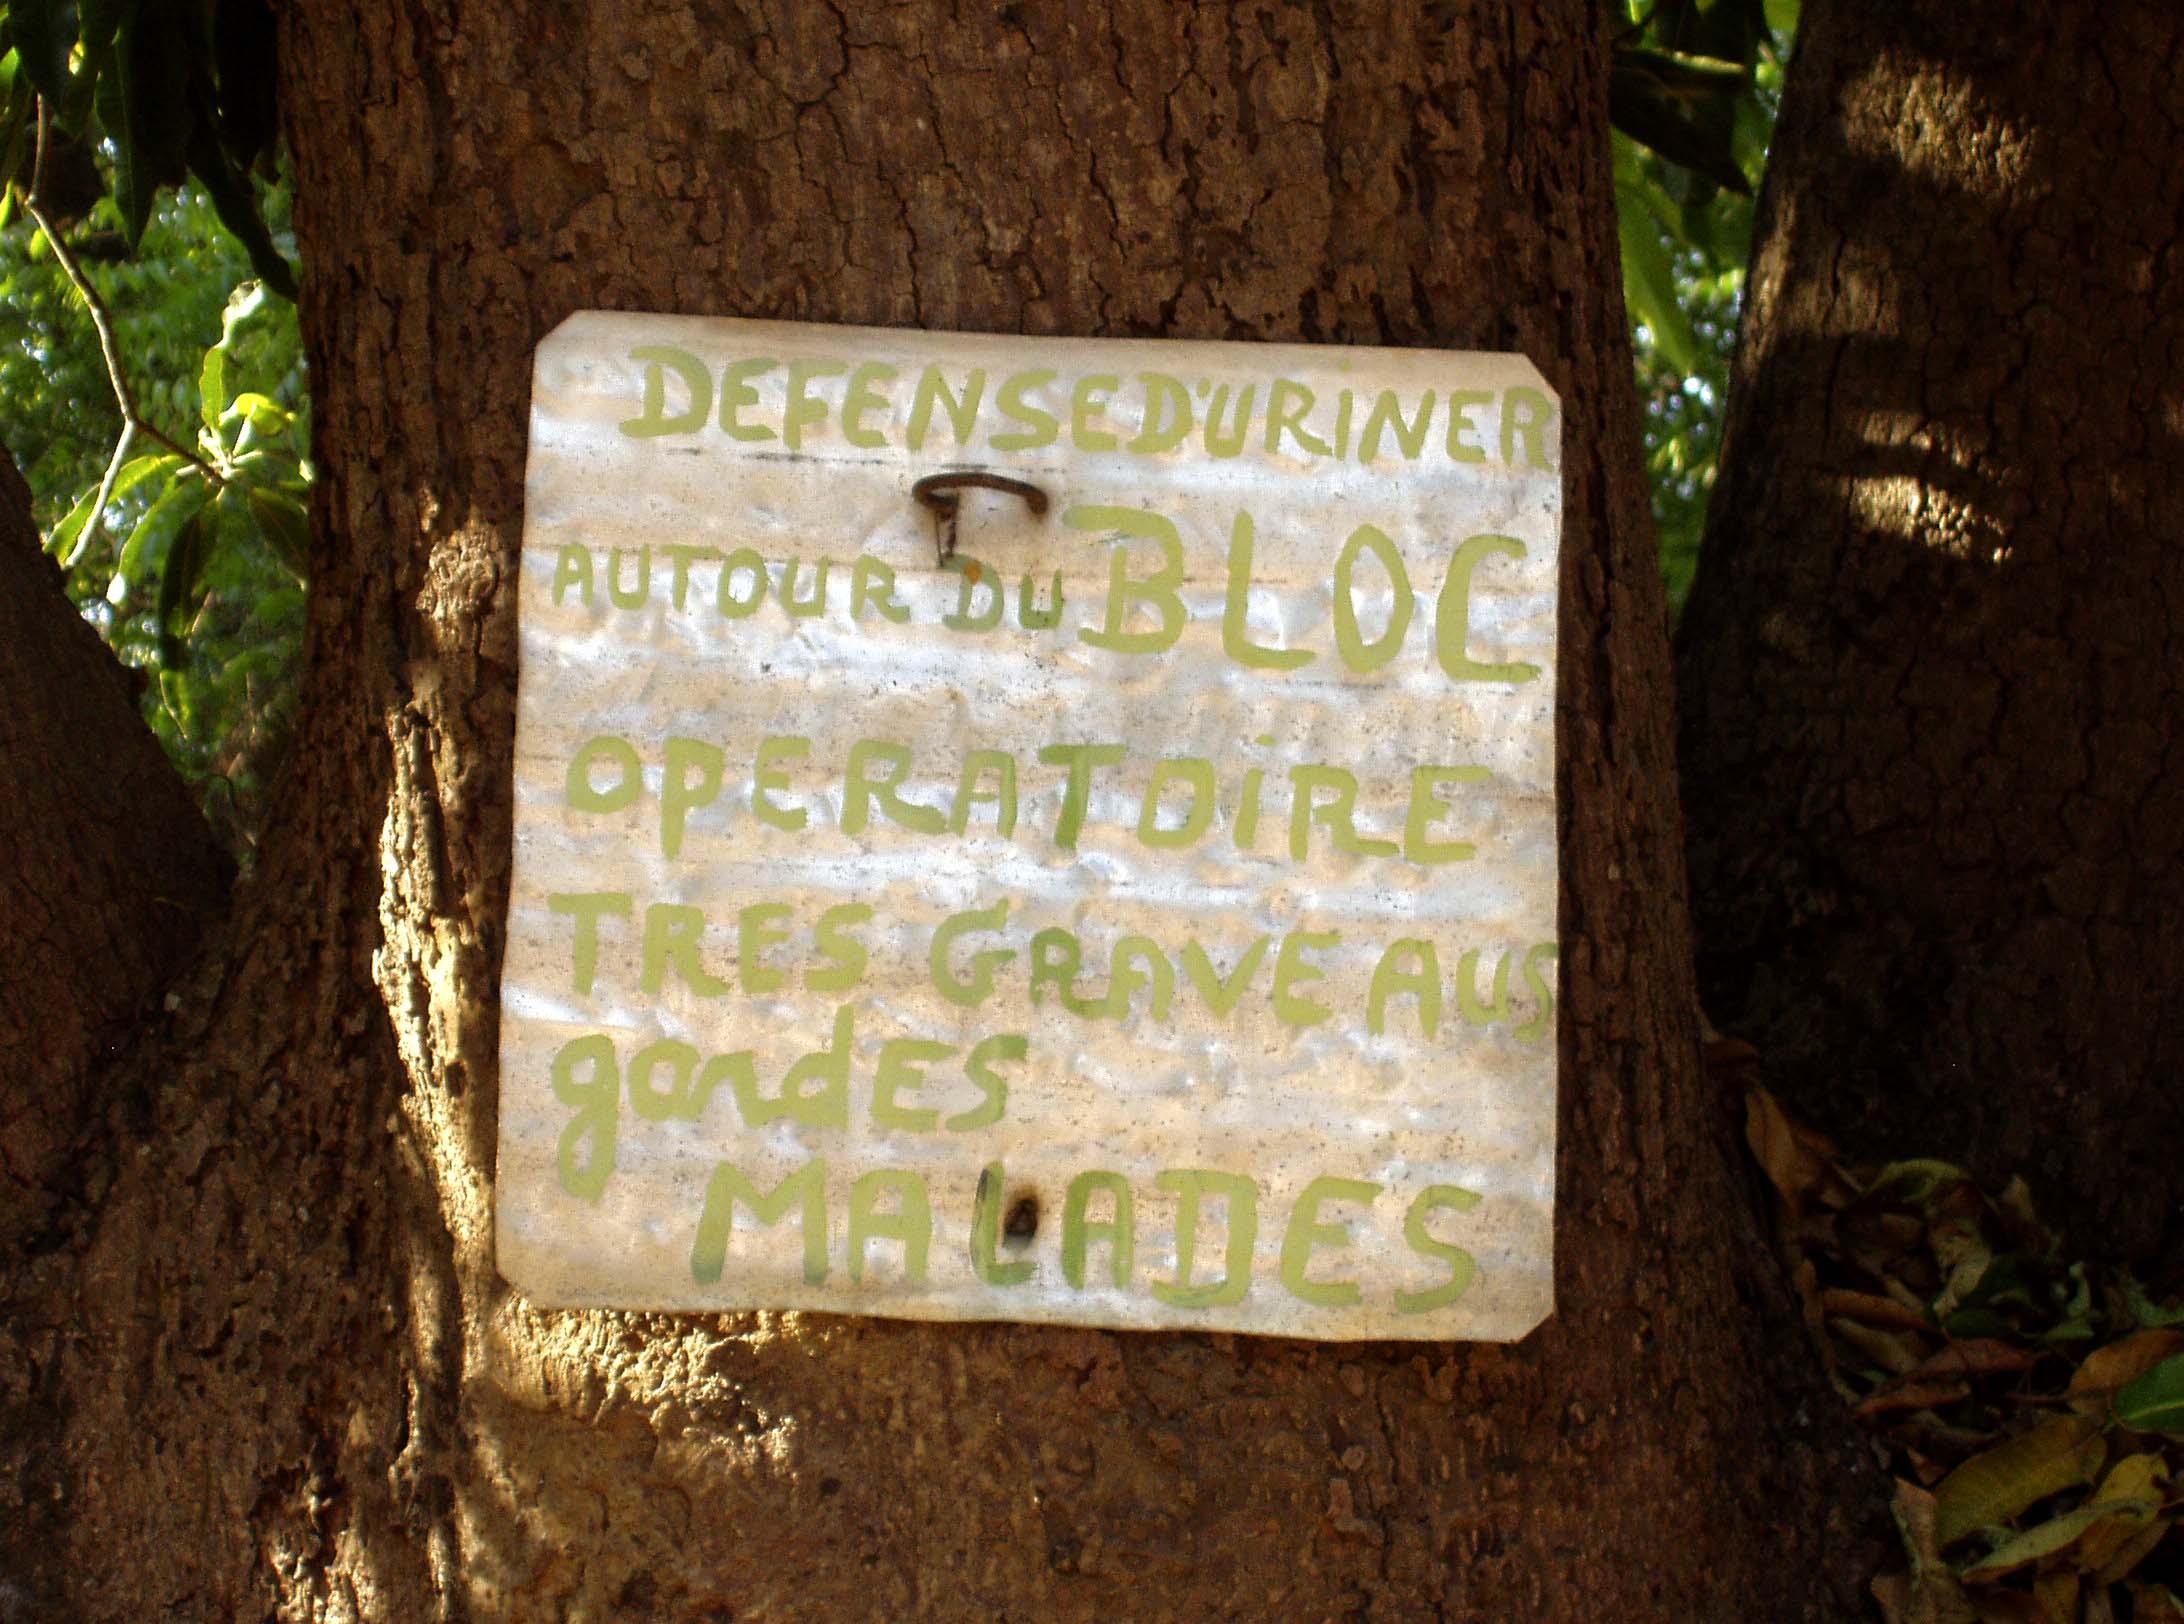 DEFENSE D'URiNER
AUTOUR DU BLOC
OPERATOiRE
TRES GRAVE AUS
gardES
MALADES